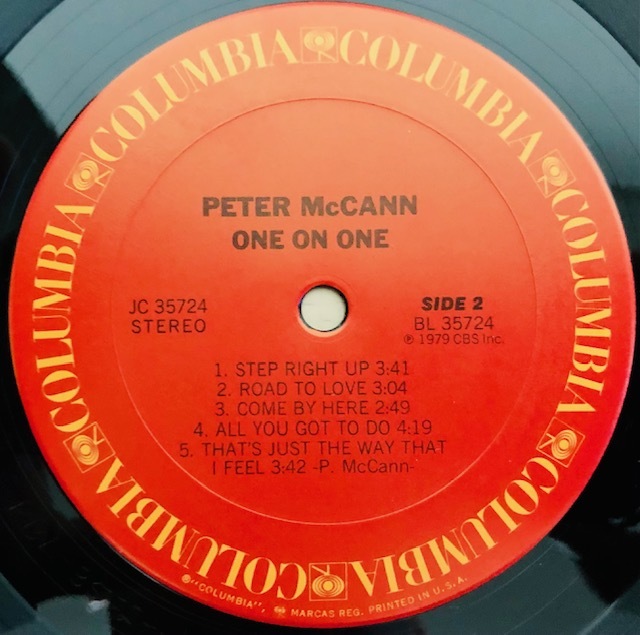 COLUMBIA COLUMBIA COLUMBIA COLUMBIA COLUMBIA COLUMBIA COLUMBIA COLUMBIA
PETER McCANN
ONE ON ONE
JC 35724
STEREO
SIDE 2
BL 35724
℗ 1979 CBS Inc.
1. STEP RIGHT UP 3:41
2. ROAD TO LOVE 3:04
3. COME BY HERE 2:49
4. ALL YOU GOT TO DO 4:19
5. THAT'S JUST THE WAY THAT
I FEEL 3:42 -P. McCann-
®"COLUMBIA", MARCAS REG. PRINTED IN U.S.A.